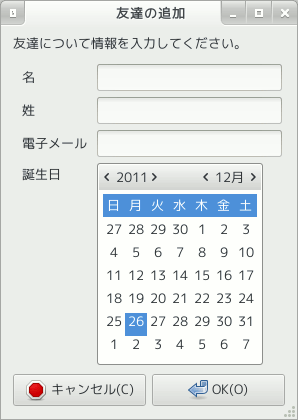 友達の追加
友達について情報を入力してください。
名
姓
電子メール
誕生日
2011 12月
日 月 火 水 木 金 土
27 28 29 30 1 2 3
4 5 6 7 8 9 10
11 12 13 14 15 16 17
18 19 20 21 22 23 24
25 26 27 28 29 30 31
1 2 3 4 5 6 7
キャンセル(C) OK(O)